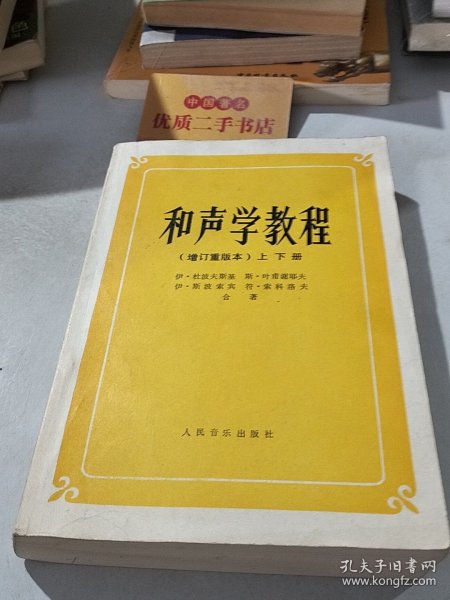 中国著名
优质二手书店
和声学教程
（增订重版本）上下册
伊·杜波夫斯基 斯·叶甫谢耶夫
伊·斯波索宾 符·索科洛夫
合著
人民音乐出版社
孔夫子旧书网
www.kongfz.com